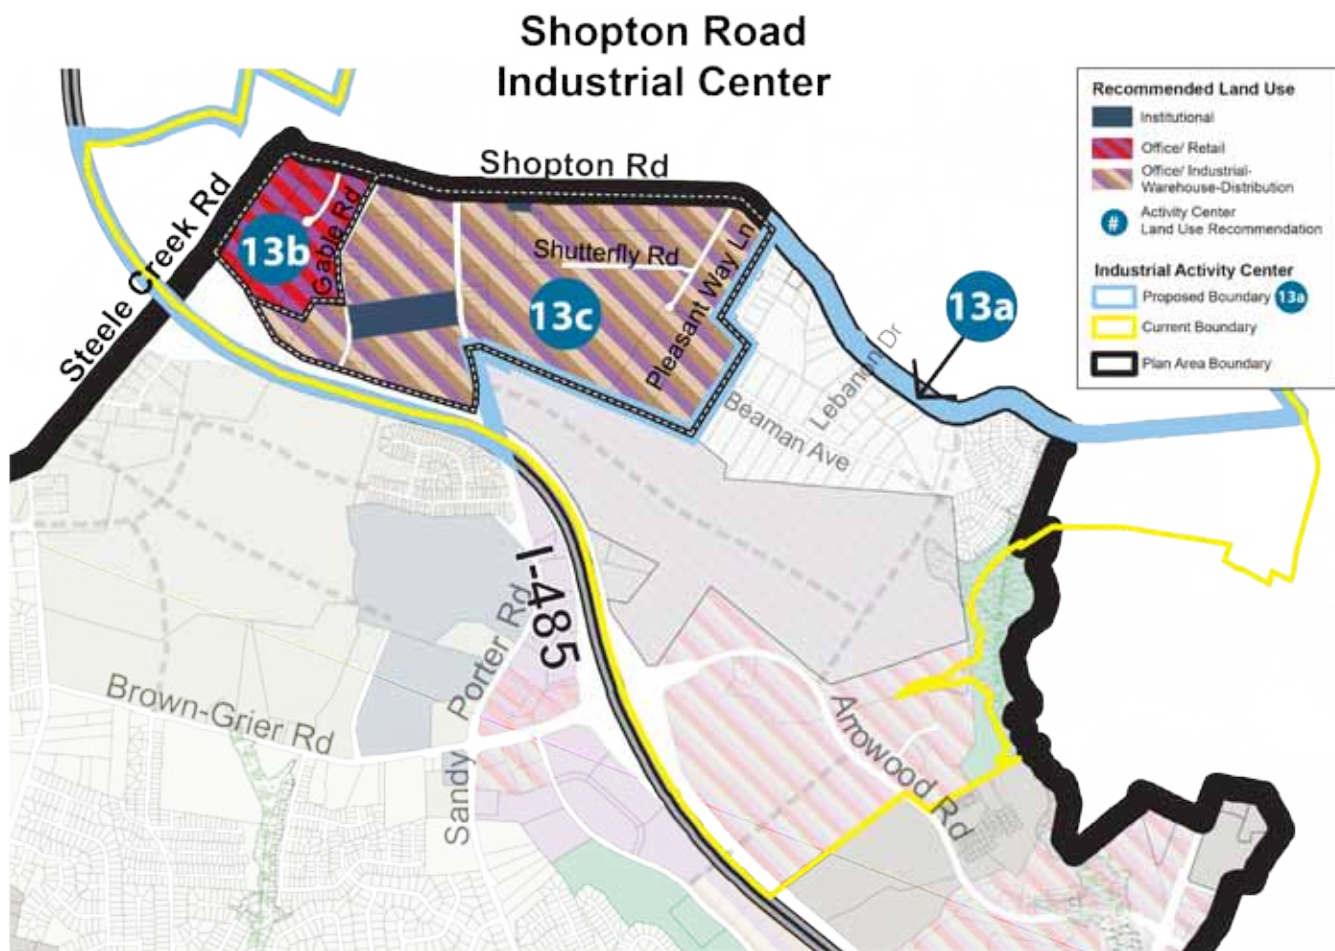 Shopton Road
Industrial Center
Recommended Land Use
Institutional
Office/ Retail
Office/ Industrial-
Warehouse-Distribution
# Activity Center
Land Use Recommendation
Industrial Activity Center
Proposed Boundary 13a
Current Boundary
Plan Area Boundary
Shopton Rd
Steele Creek Rd
13b
Gable Rd
Shutterfly Rd
13c
Pleasant Way Ln
13a
Lebanon Dr
Beaman Ave
I-485
Sandy Porter Rd
Brown-Grier Rd
Arrowood Rd